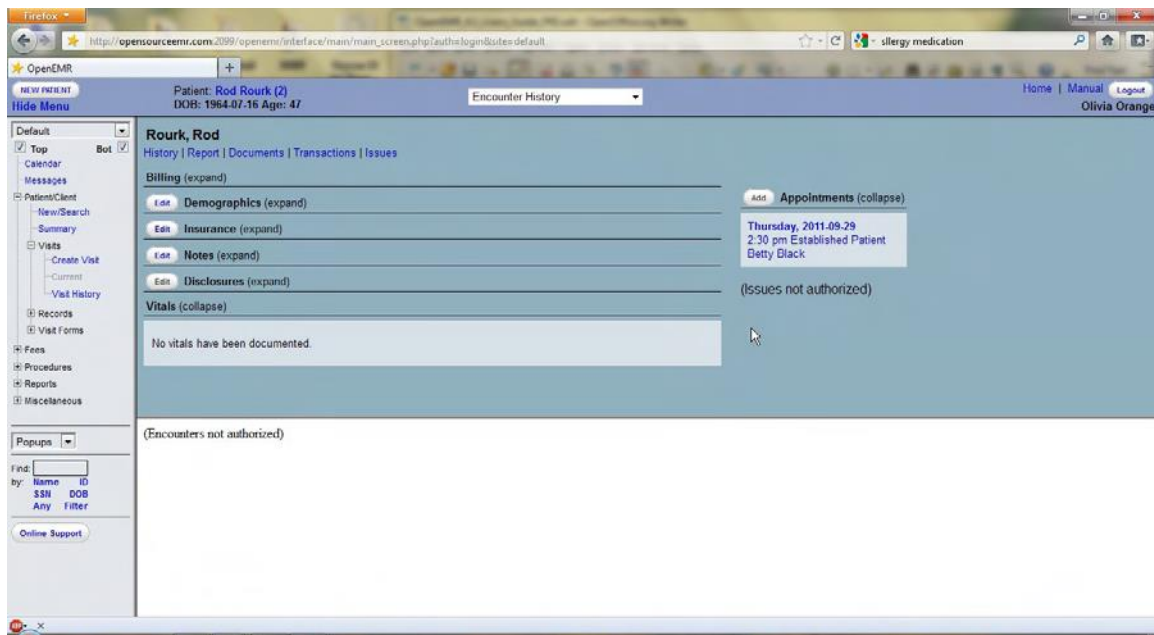 Firefox
http://opensourceemr.com:2099/openemr/interface/main/main_screen.php?auth=login&site=default
sllergy medication
OpenEMR
NEW PATIENT
Hide Menu
Patient: Rod Rourk (2)
DOB: 1964-07-16 Age: 47
Encounter History
Home | Manual Logout
Olivia Orange
Default
Top Bot
Calendar
Messages
Patient/Client
New/Search
Summary
Visits
Create Visit
Current
Visit History
Records
Visit Forms
Fees
Procedures
Reports
Miscellaneous
Popups
Find:
by: Name ID
SSN DOB
Any Filter
Online Support
Rourk, Rod
History | Report | Documents | Transactions | Issues
Billing (expand)
Edit Demographics (expand)
Edit Insurance (expand)
Edit Notes (expand)
Edit Disclosures (expand)
Vitals (collapse)
No vitals have been documented.
Add Appointments (collapse)
Thursday, 2011-09-29
2:30 pm Established Patient
Betty Black
(Issues not authorized)
(Encounters not authorized)